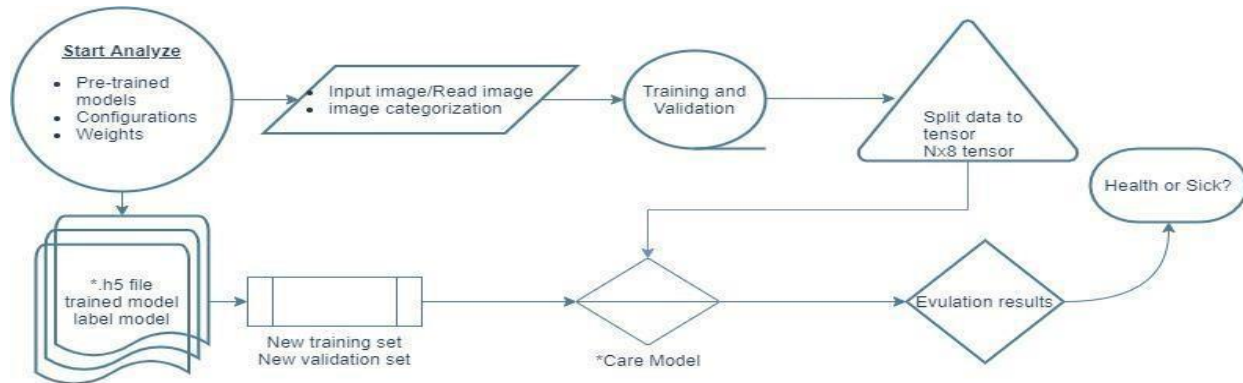 Start Analyze
• Pre-trained
models
• Configurations
• Weights
• Input image/Read image
• image categorization
Training and
Validation
Split data to
tensor
Nx8 tensor
Health or Sick?
*.h5 file
trained model
label model
New training set
New validation set
*Care Model
Evulation results